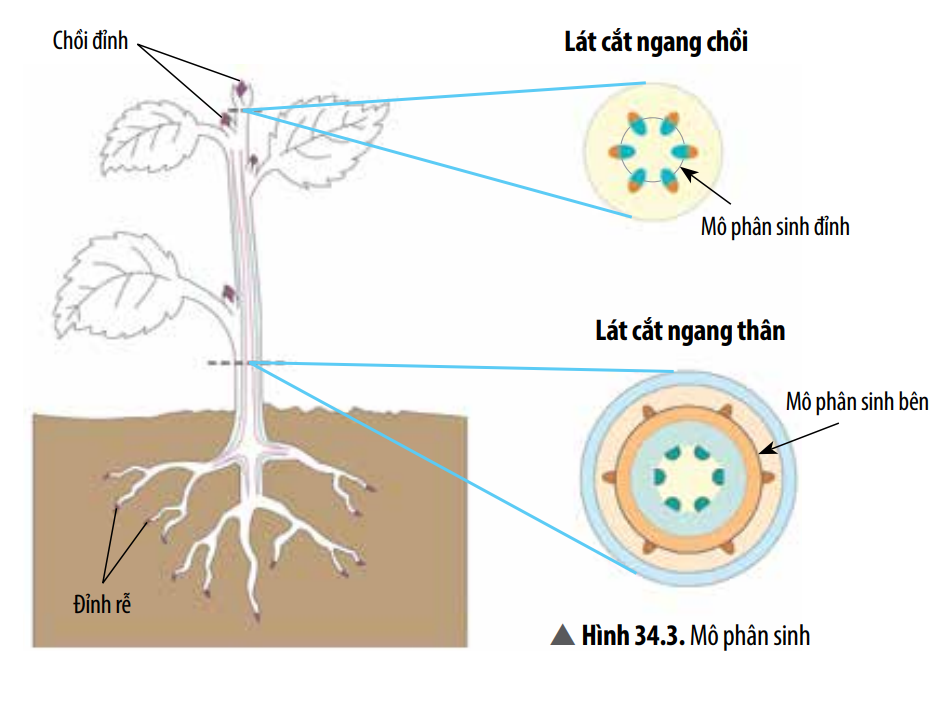 Chồi đỉnh
Lát cắt ngang chồi
Mô phân sinh đỉnh
Lát cắt ngang thân
Mô phân sinh bên
Đỉnh rễ
▲ Hình 34.3. Mô phân sinh